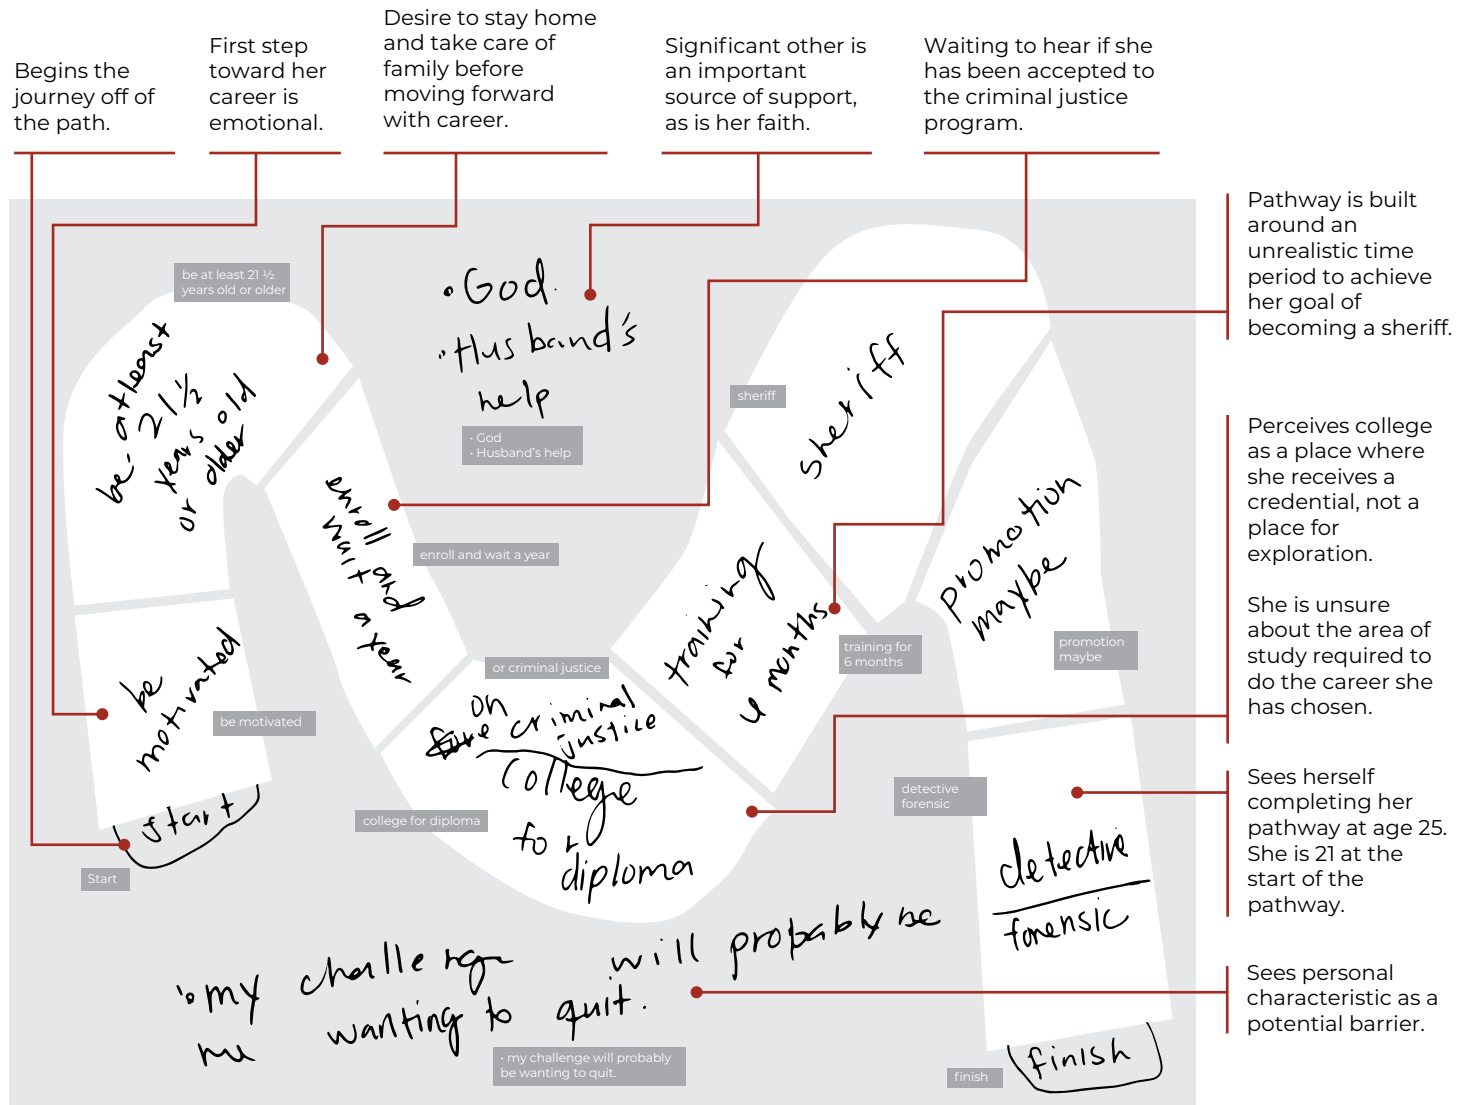 Begins the
journey off of
the path.
First step
toward her
career is
emotional.
Desire to stay home
and take care of
family before
moving forward
with career.
Significant other is
an important
source of support,
as is her faith.
Waiting to hear if she
has been accepted to
the criminal justice
program.
Pathway is built
around an
unrealistic time
period to achieve
her goal of
becoming a sheriff.
Perceives college
as a place where
she receives a
credential, not a
place for
exploration.
She is unsure
about the area of
study required to
do the career she
has chosen.
Sees herself
completing her
pathway at age 25.
She is 21 at the
start of the
pathway.
Sees personal
characteristic as a
potential barrier.
start
Start
be
motivated
be motivated
be at least 21 ½
years old or older
be atleast
21 ½
years old
or older
• God
• Husband's
help
• God
• Husband's help
enroll and
wait a year
enroll and wait a year
or criminal justice
on criminal
justice
college
for
diploma
college for diploma
training
for
4 months
training for
6 months
sheriff
sheriff
promotion
maybe
promotion
maybe
detective
forensic
detective
forensic
finish
finish
• my challenge will probably be
me wanting to quit.
• my challenge will probably
be wanting to quit.